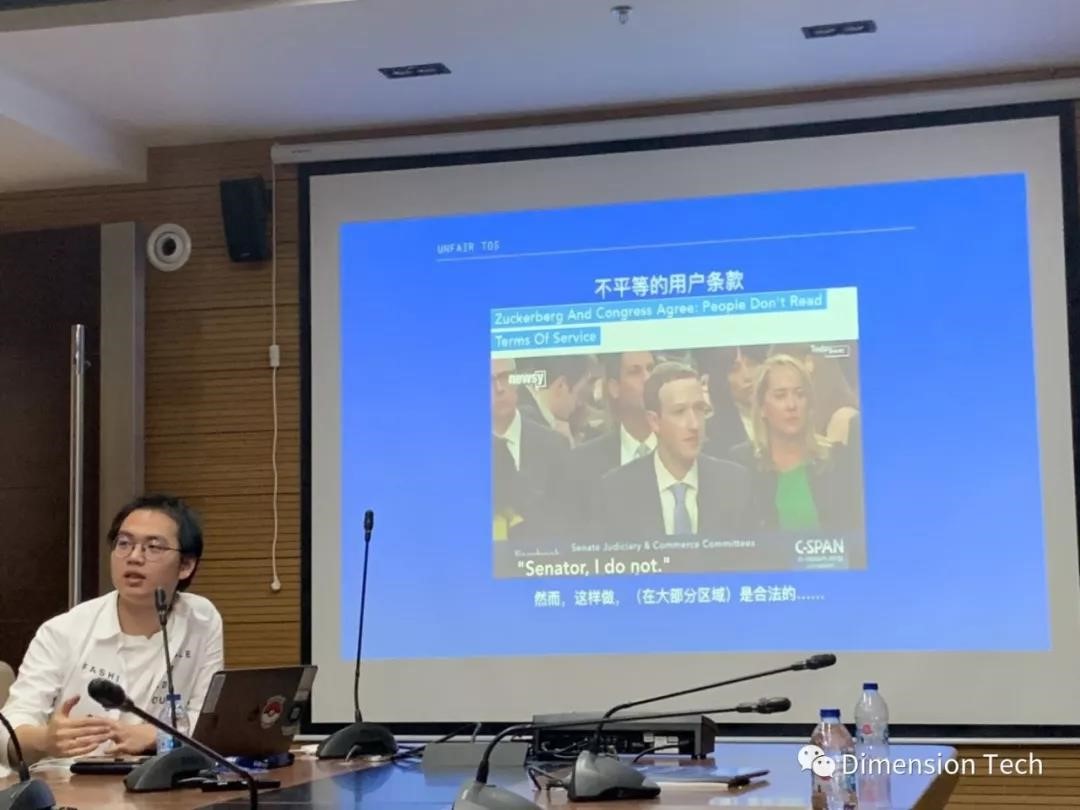 UNFAIR TOS
不平等的用户条款
Zuckerberg And Congress Agree: People Don't Read
Terms Of Service
newsy
Senate Judiciary & Commerce Committees
C-SPAN
"Senator, I do not."
然而，这样做，（在大部分区域）是合法的……
FASHI
Dimension Tech